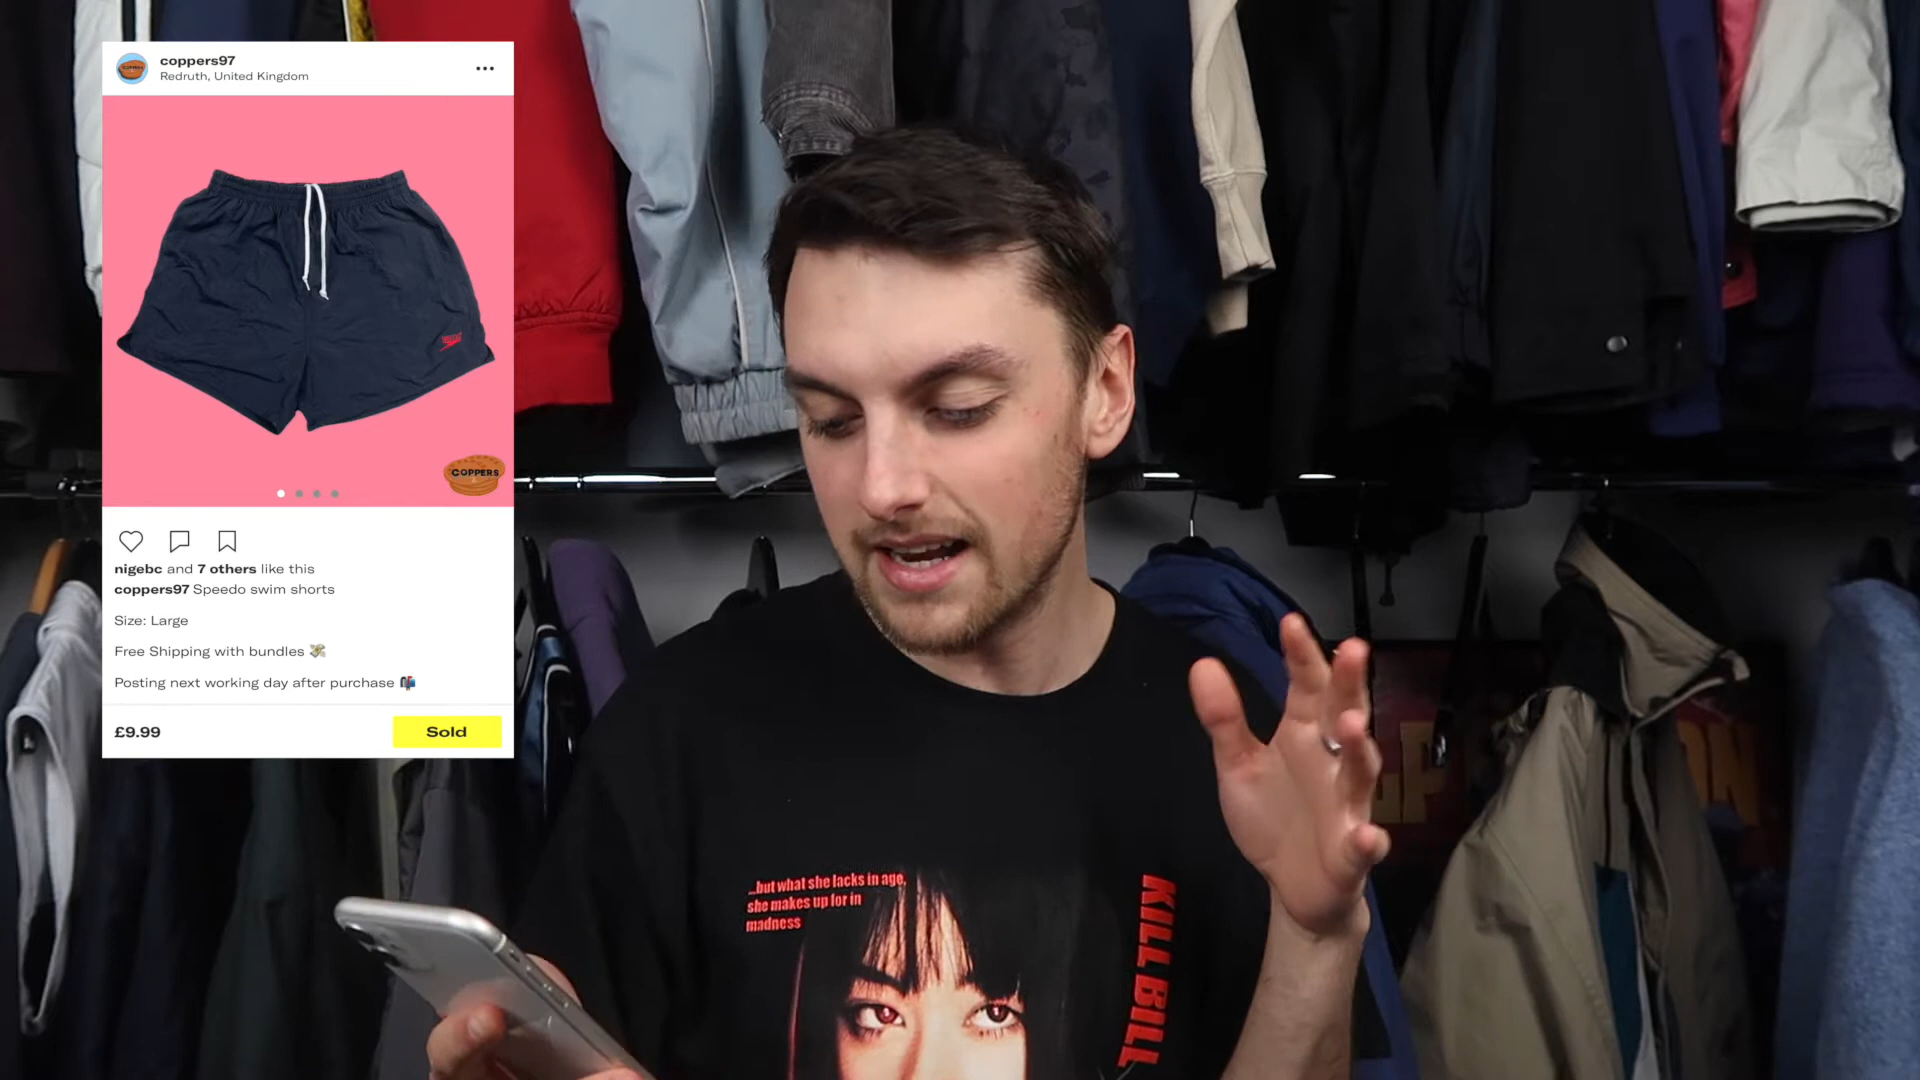 coppers97
Redruth, United Kingdom
COPPERS
nigebc and 7 others like this
coppers97 Speedo swim shorts
Size: Large
Free Shipping with bundles
Posting next working day after purchase
£9.99
Sold
...but what she lacks in age,
she makes up for in
madness
KILL BILL